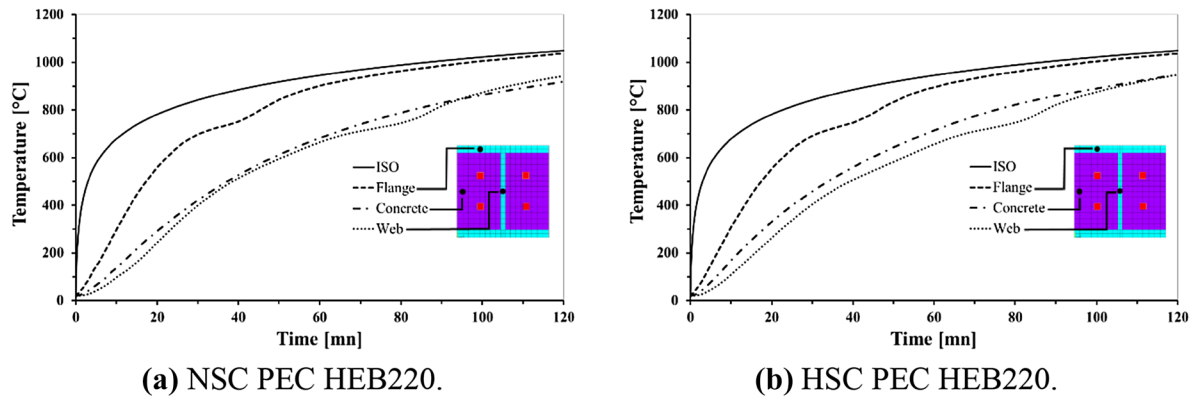 1200
1000
800
600
400
200
0
Temperature [°C]
ISO
Flange
Concrete
Web
0 20 40 60 80 100 120
Time [mn]
(a) NSC PEC HEB220.
1200
1000
800
600
400
200
0
Temperature [°C]
ISO
Flange
Concrete
Web
0 20 40 60 80 100 120
Time [mn]
(b) HSC PEC HEB220.